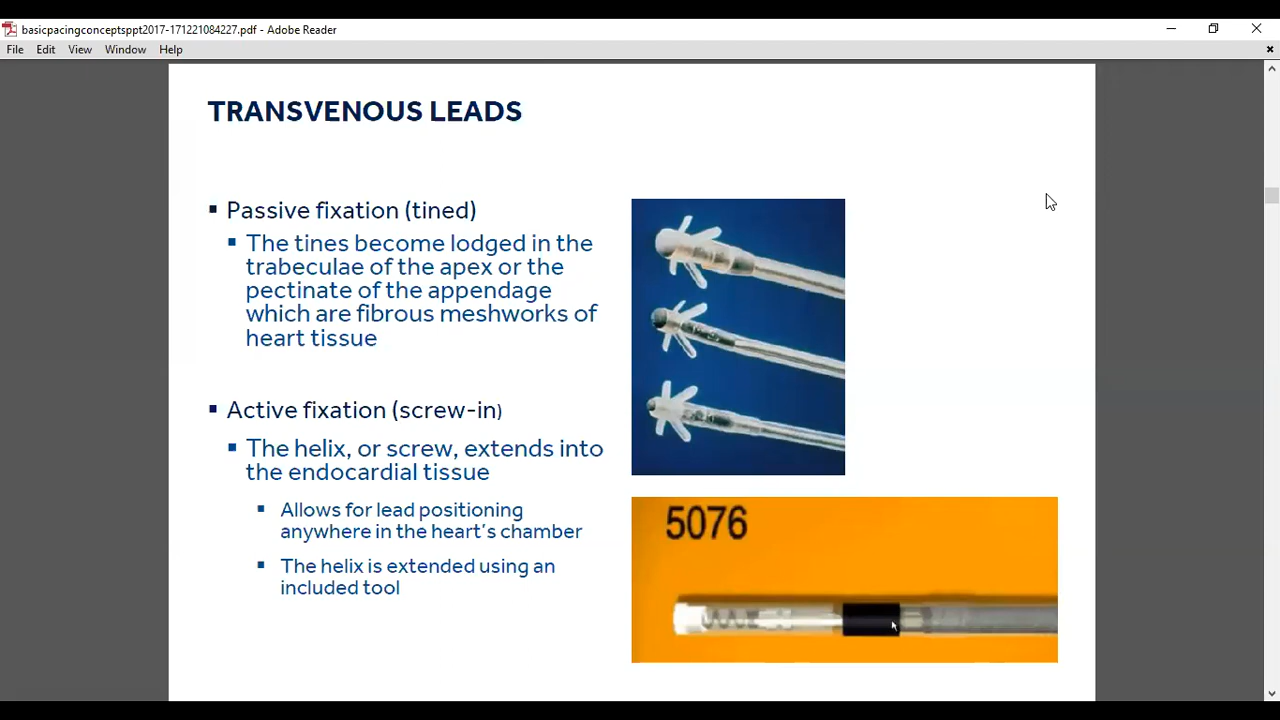 basicpacingconceptsppt2017-171221084227.pdf - Adobe Reader
File Edit View Window Help
TRANSVENOUS LEADS
▪ Passive fixation (tined)
▪ The tines become lodged in the
trabeculae of the apex or the
pectinate of the appendage
which are fibrous meshworks of
heart tissue
▪ Active fixation (screw-in)
▪ The helix, or screw, extends into
the endocardial tissue
▪ Allows for lead positioning
anywhere in the heart's chamber
▪ The helix is extended using an
included tool
5076